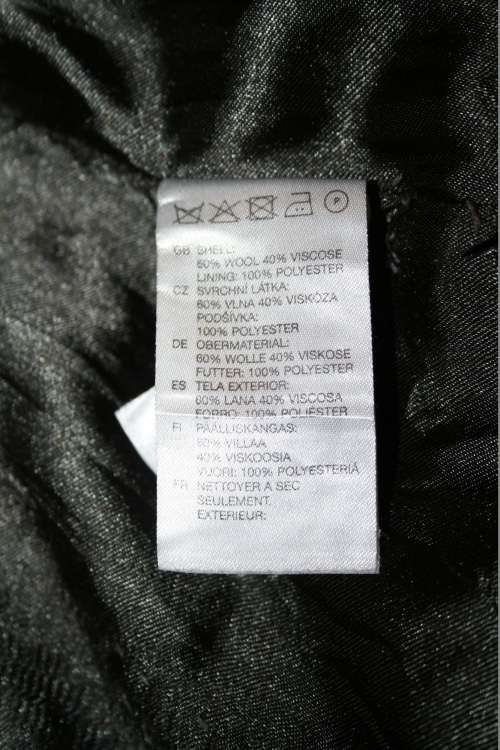 GB SHELL:
60% WOOL 40% VISCOSE
LINING: 100% POLYESTER
CZ SVRCHNÍ LÁTKA:
60% VLNA 40% VISKÓZA
PODŠÍVKA:
100% POLYESTER
DE OBERMATERIAL:
60% WOLLE 40% VISKOSE
FUTTER: 100% POLYESTER
ES TELA EXTERIOR:
60% LANA 40% VISCOSA
FORRO: 100% POLIESTER
FI PÄÄLLISKANGAS:
60% VILLAA
40% VISKOOSIA
VUORI: 100% POLYESTERIÄ
FR NETTOYER A SEC
SEULEMENT.
EXTERIEUR: